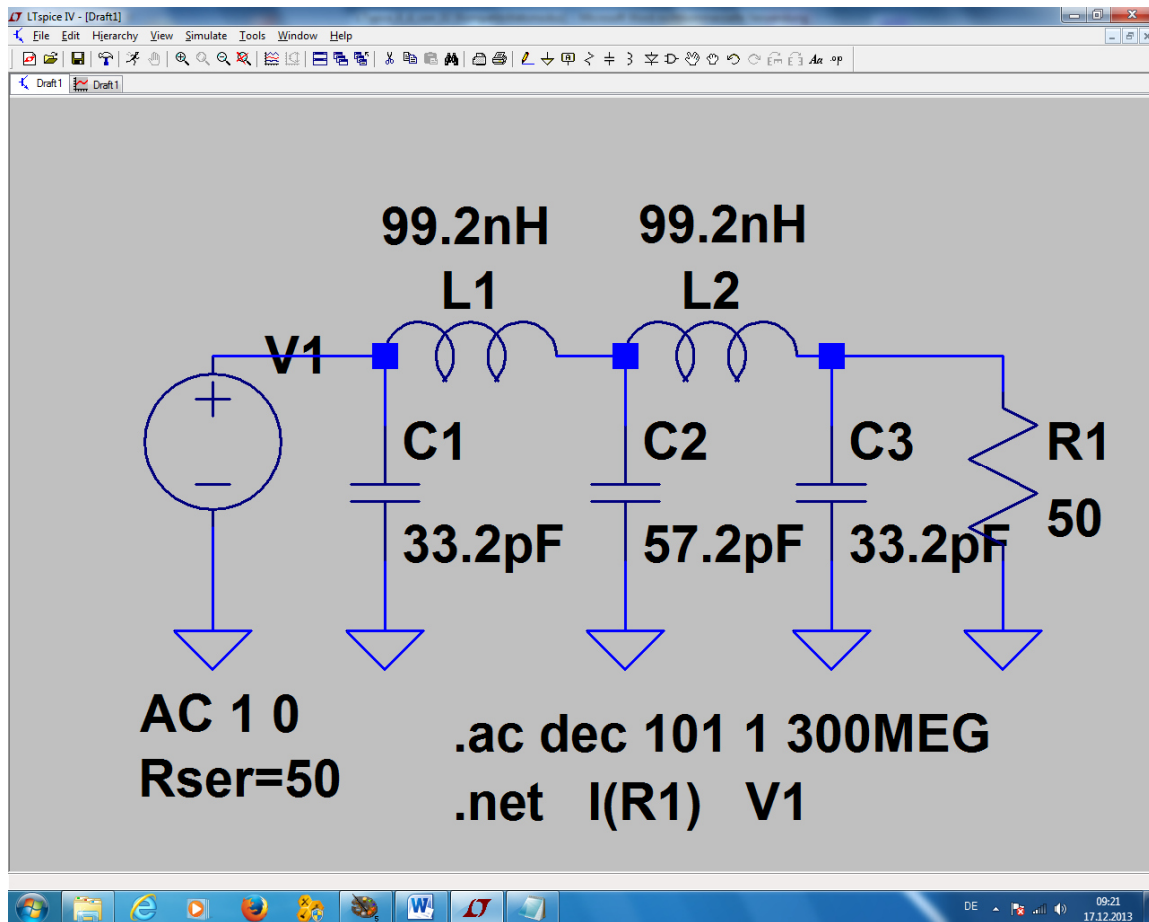 LTspice IV - [Draft1]
File Edit Hierarchy View Simulate Tools Window Help
Draft1 Draft1
99.2nH 99.2nH
L1 L2
V1
C1 C2 C3 R1
33.2pF 57.2pF 33.2pF 50
AC 1 0
Rser=50
.ac dec 101 1 300MEG
.net I(R1) V1
DE
09:21
17.12.2013